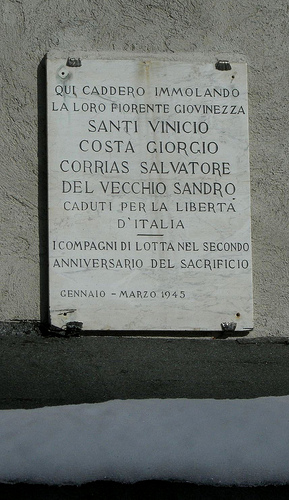 QUI CADDERO IMMOLANDO
LA LORO FIORENTE GIOVINEZZA
SANTI VINICIO
COSTA GIORGIO
CORRIAS SALVATORE
DEL VECCHIO SANDRO
CADUTI PER LA LIBERTÀ
D'ITALIA
I COMPAGNI DI LOTTA NEL SECONDO
ANNIVERSARIO DEL SACRIFICIO
GENNAIO – MARZO 1945